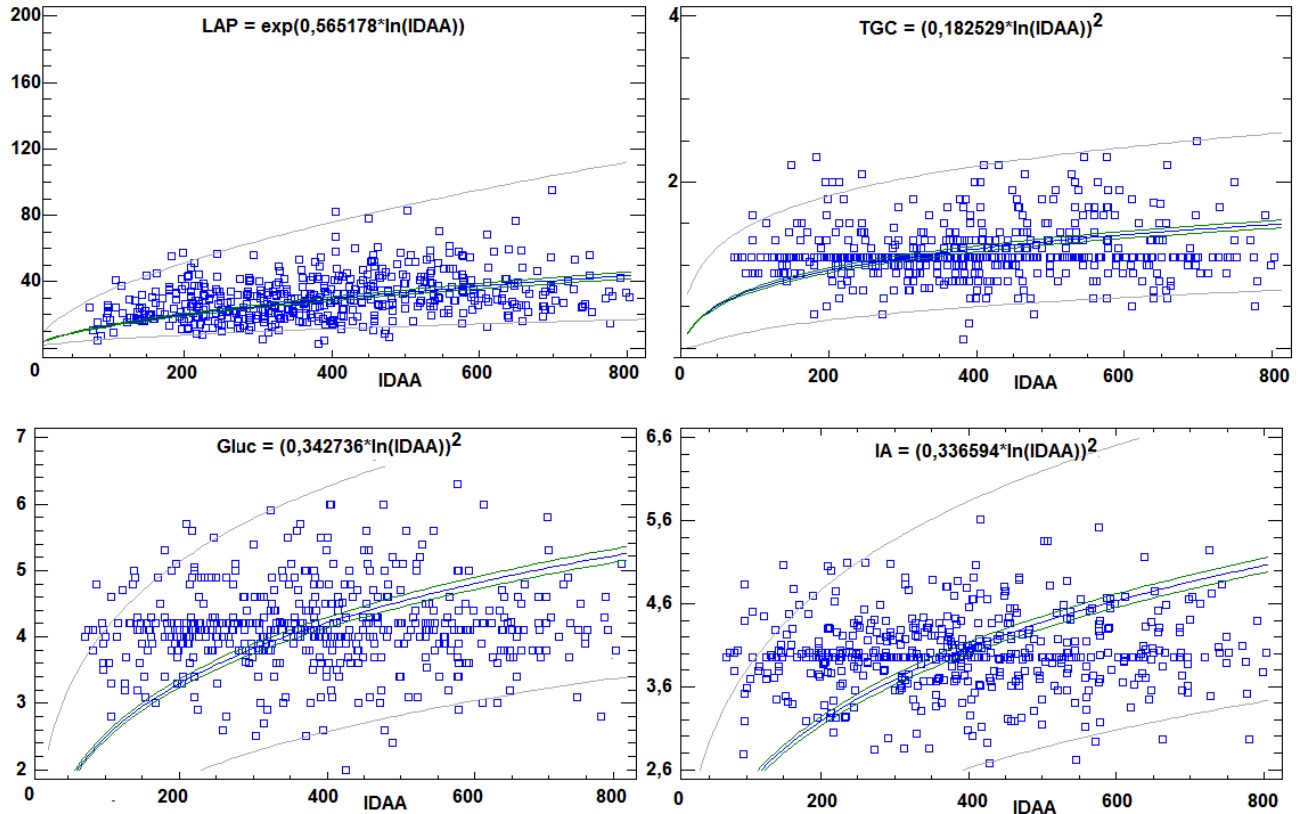 LAP = exp(0,565178*ln(IDAA))
200
160
120
80
40
0
0 200 400 600 800
IDAA
TGC = (0,182529*ln(IDAA))²
4
2
0 200 400 600 800
IDAA
Gluc = (0,342736*ln(IDAA))²
7
6
5
4
3
2
0 200 400 600 800
IDAA
IA = (0,336594*ln(IDAA))²
6,6
5,6
4,6
3,6
2,6
0 200 400 600 800
IDAA